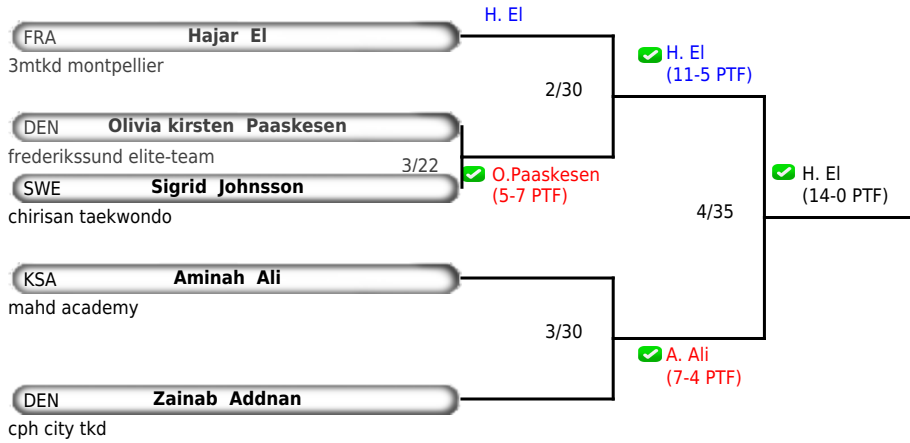 H. El
FRA Hajar El
3mtkd montpellier
H. El
(11-5 PTF)
2/30
DEN Olivia kirsten Paaskesen
frederikssund elite-team
3/22
O.Paaskesen
(5-7 PTF)
SWE Sigrid Johnsson
chirisan taekwondo
H. El
(14-0 PTF)
4/35
KSA Aminah Ali
mahd academy
3/30
A. Ali
(7-4 PTF)
DEN Zainab Addnan
cph city tkd